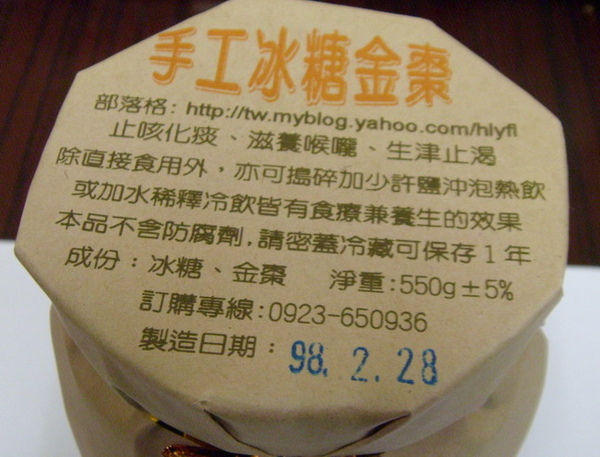 手工冰糖金棗
部落格: http://tw.myblog.yahoo.com/hlyfl
止咳化痰、滋養喉嚨、生津止渴
除直接食用外，亦可搗碎加少許鹽沖泡熱飲
或加水稀釋冷飲皆有食療兼養生的效果
本品不含防腐劑,請密蓋冷藏可保存1年
成份：冰糖、金棗　淨重:550g±5%
訂購專線:0923-650936
製造日期：98. 2. 28